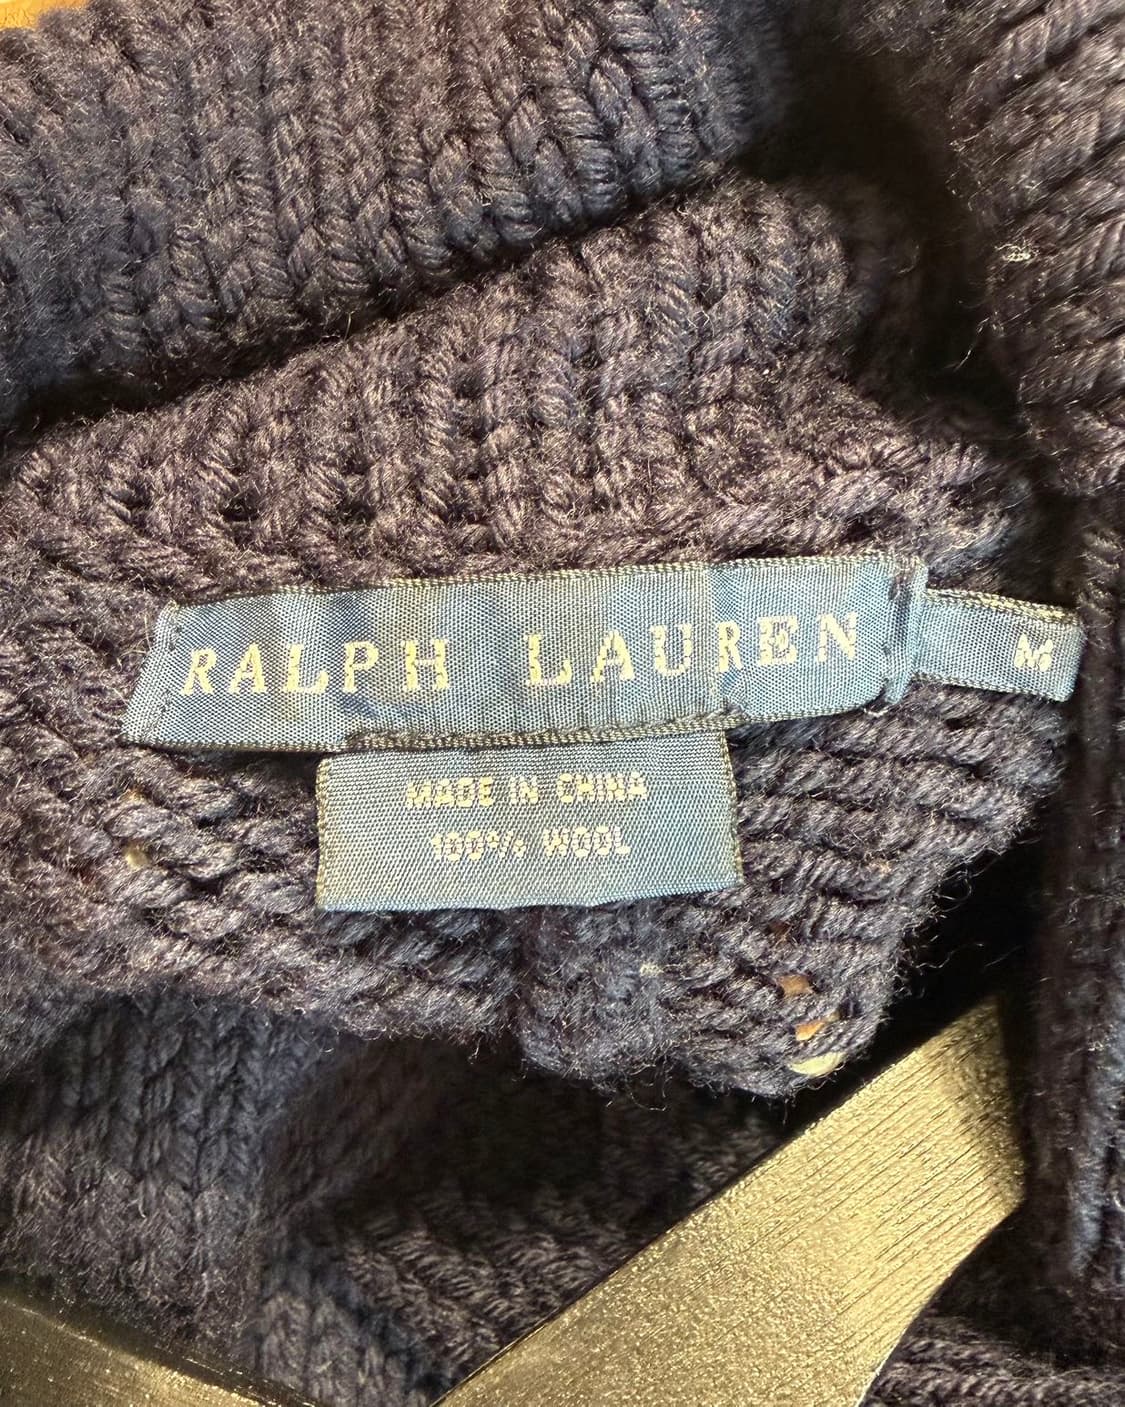 RALPH LAUREN
M
MADE IN CHINA
100% WOOL